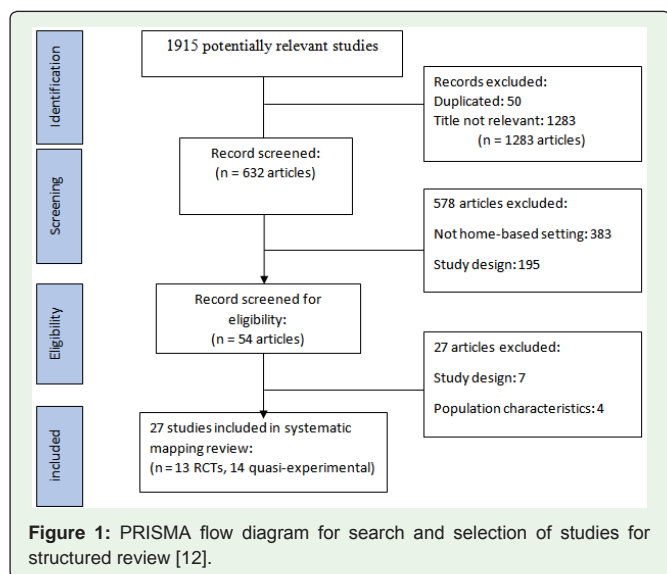 Identification
1915 potentially relevant studies
Records excluded:
Duplicated: 50
Title not relevant: 1283
(n = 1283 articles)
Screening
Record screened:
(n = 632 articles)
578 articles excluded:
Not home-based setting: 383
Study design: 195
Eligibility
Record screened for
eligibility:
(n = 54 articles)
27 articles excluded:
Study design: 7
Population characteristics: 4
included
27 studies included in systematic
mapping review:
(n = 13 RCTs, 14 quasi-experimental)
Figure 1: PRISMA flow diagram for search and selection of studies for
structured review [12].